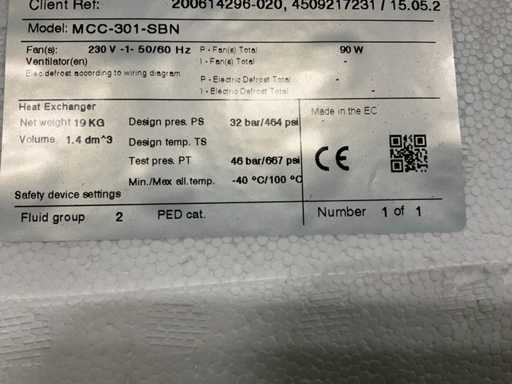 Client Ref: 200614296-020, 4509217231 / 15.05.2
Model: MCC-301-SBN
Fan(s): 230 V -1- 50/60 Hz P - Fan(s) Total 90 W
Ventilator(en) I - Fan(s) Total -
Elec defrost according to wiring diagram P - Electric Defrost Total -
I - Electric Defrost Total -
Heat Exchanger Made in the EC
Net weight 19 KG Design pres. PS 32 bar/464 psi
Volume 1.4 dm^3 Design temp. TS
Test pres. PT 46 bar/667 psi
CE
Min./Max all.temp. -40 °C/100 °C
Safety device settings
Fluid group 2 PED cat. Number 1 of 1